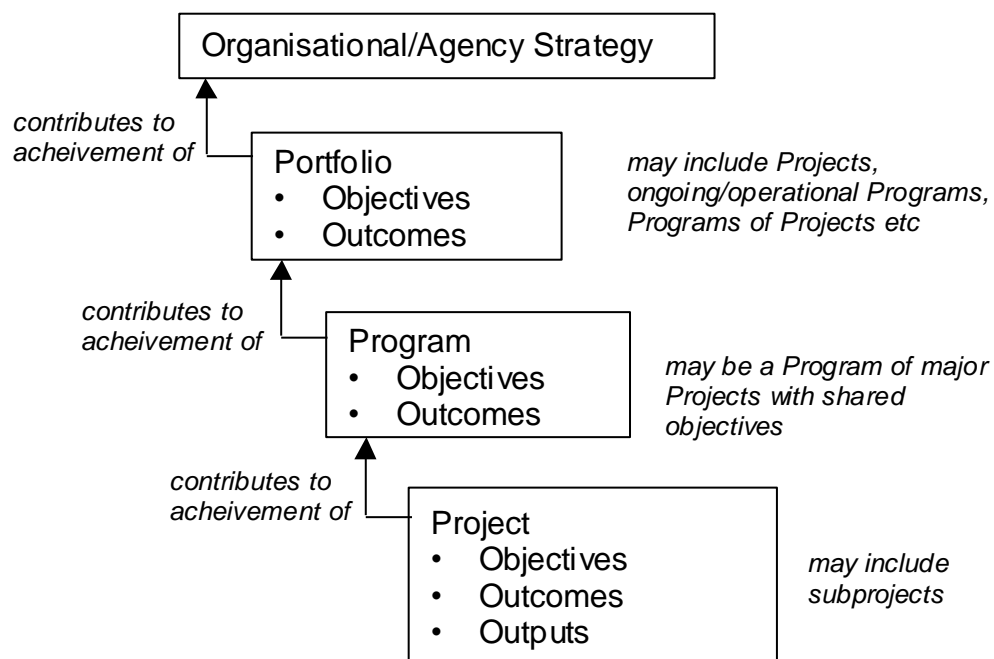 Organisational/Agency Strategy
contributes to
acheivement of
Portfolio
• Objectives
• Outcomes
may include Projects,
ongoing/operational Programs,
Programs of Projects etc
contributes to
acheivement of
Program
• Objectives
• Outcomes
may be a Program of major
Projects with shared
objectives
contributes to
acheivement of
Project
• Objectives
• Outcomes
• Outputs
may include
subprojects